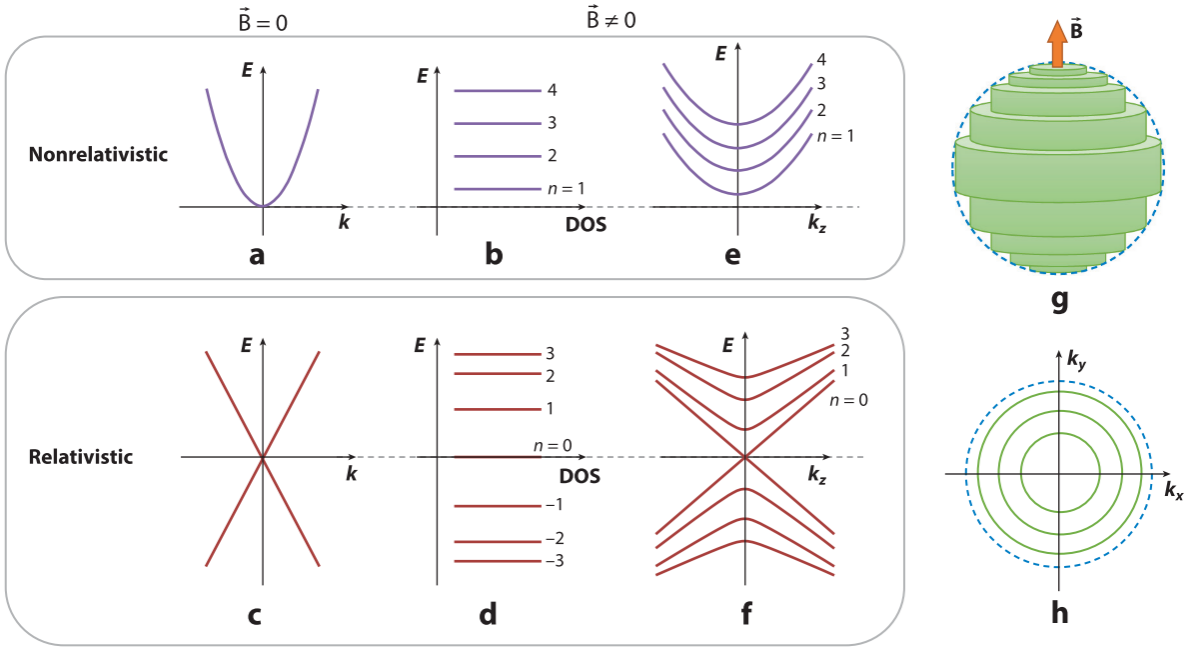 B⃗ = 0
B⃗ ≠ 0
Nonrelativistic
E
k
a
E
4
3
2
n = 1
DOS
b
E
4
3
2
n = 1
k_z
e
B⃗
g
Relativistic
E
k
c
E
3
2
1
n = 0
DOS
−1
−2
−3
d
E
3
2
1
n = 0
k_z
f
k_y
k_x
h